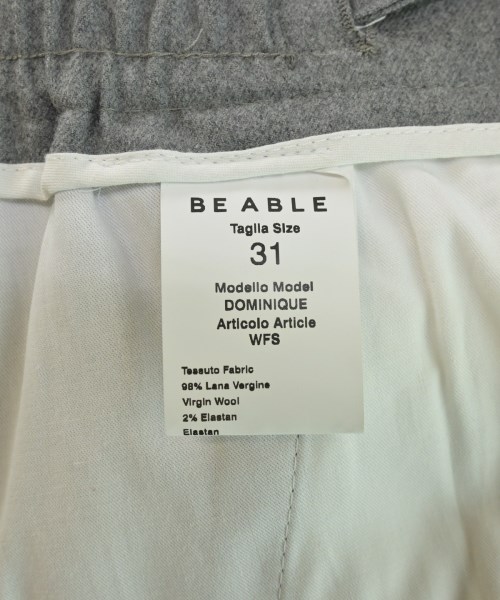 BE ABLE
Taglia Size
31
Modello Model
DOMINIQUE
Articolo Article
WFS
Tessuto Fabric
98% Lana Vergine
Virgin Wool
2% Elastan
Elastan